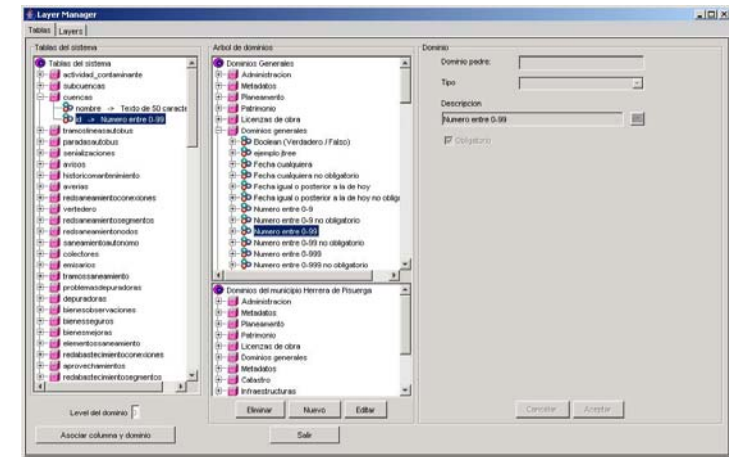 Layer Manager
Tablas Layers
Tablas del sistema
Tablas del sistema
actividad_contaminante
subcuencas
cuencas
nombre -> Texto de 50 caracte
id -> Numero entre 0-99
tramoslineasautobus
paradasautobus
senializaciones
avisos
historicomantenimiento
averias
redsaneamientoconexiones
vertedero
redsaneamientosegmentos
redsaneamientonodos
saneamientoautonomo
colectores
emisarios
tramossaneamiento
problemasdepuradoras
depuradoras
bienesobservaciones
bienesseguros
bienesmejoras
elementossaneamiento
redabastecimientoconexiones
aprovechamientos
redabastecimientosegmentos
Level del dominio
Asociar columna y dominio
Arbol de dominios
Dominios Generales
Administracion
Metadatos
Planeamento
Patrimonio
Licenzas de obra
Dominios generales
Boolean (Verdadero / Falso)
ejemplo jtree
Fecha cualquiera
Fecha cualquiera no obligatorio
Fecha igual o posterior a la de hoy
Fecha igual o posterior a la de hoy no obliga
Numero entre 0-9
Numero entre 0-9 no obligatorio
Numero entre 0-99
Numero entre 0-99 no obligatorio
Numero entre 0-999
Numero entre 0-999 no obligatorio
Dominios del municipio Herrera de Pisuerga
Administracion
Metadatos
Planeamento
Patrimonio
Licenzas de obra
Dominios generales
Metadatos
Catastro
Infraestructuras
Eliminar Nuevo Editar
Salir
Dominio
Dominio padre:
Tipo
Descripcion
Numero entre 0-99
Obligatorio
Cancelar Aceptar